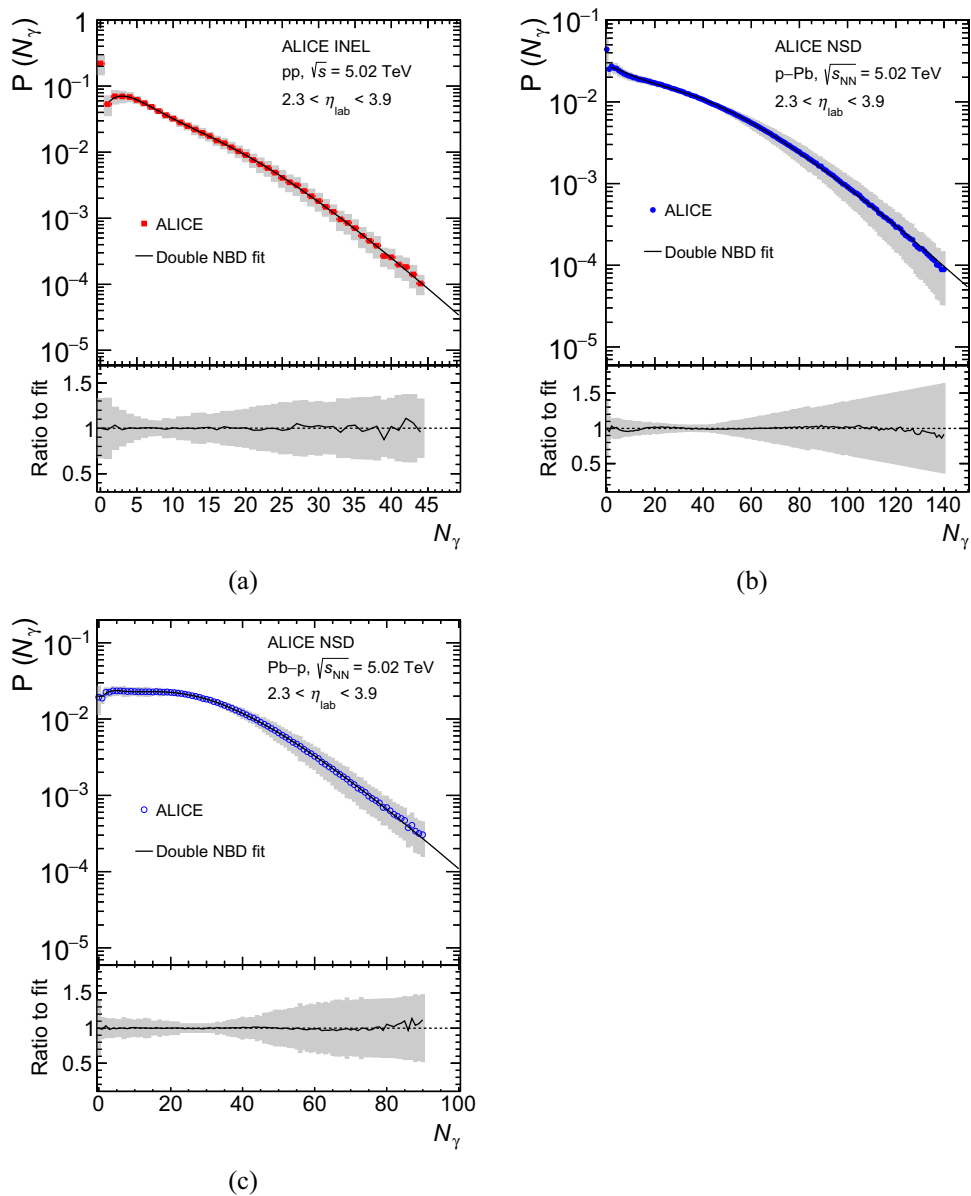 P (Nγ)
1
10⁻¹
10⁻²
10⁻³
10⁻⁴
10⁻⁵
ALICE INEL
pp, √s = 5.02 TeV
2.3 < ηlab < 3.9
ALICE
Double NBD fit
Ratio to fit
1.5
1
0.5
0 5 10 15 20 25 30 35 40 45
Nγ
(a)
P (Nγ)
10⁻¹
10⁻²
10⁻³
10⁻⁴
10⁻⁵
ALICE NSD
p–Pb, √sNN = 5.02 TeV
2.3 < ηlab < 3.9
ALICE
Double NBD fit
Ratio to fit
1.5
1
0.5
0 20 40 60 80 100 120 140
Nγ
(b)
P (Nγ)
10⁻¹
10⁻²
10⁻³
10⁻⁴
10⁻⁵
ALICE NSD
Pb–p, √sNN = 5.02 TeV
2.3 < ηlab < 3.9
ALICE
Double NBD fit
Ratio to fit
1.5
1
0.5
0 20 40 60 80 100
Nγ
(c)